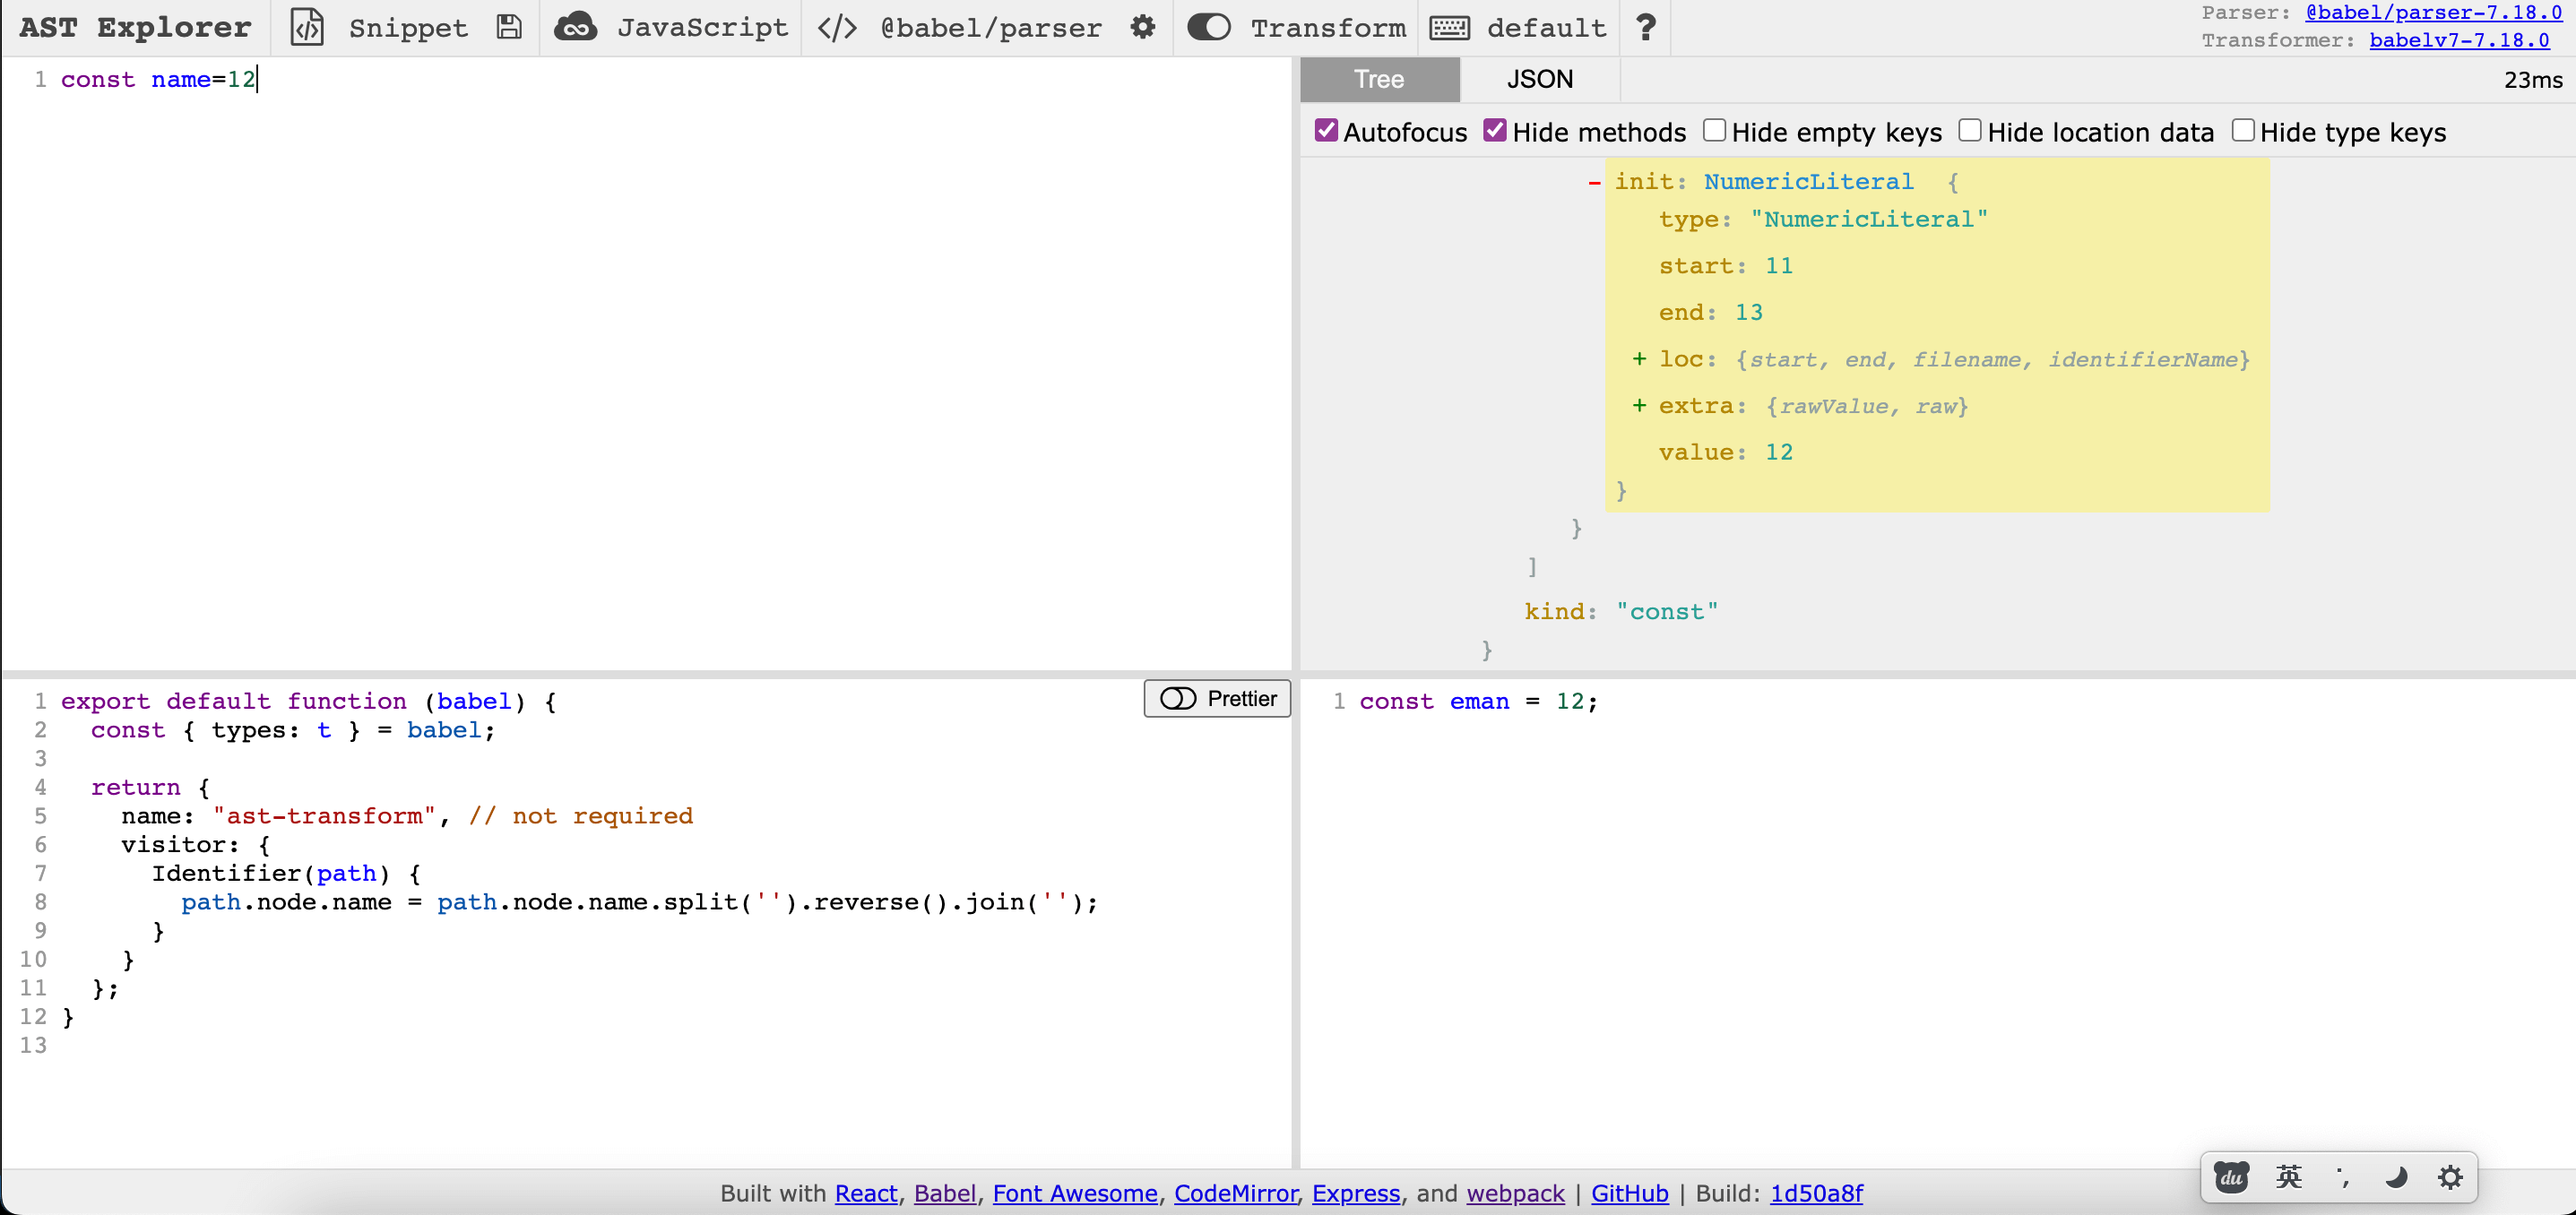 AST Explorer Snippet JavaScript </> @babel/parser Transform default ?
Parser: @babel/parser-7.18.0
Transformer: babelv7-7.18.0
1 const name=12
Tree JSON 23ms
Autofocus Hide methods Hide empty keys Hide location data Hide type keys
- init: NumericLiteral {
type: "NumericLiteral"
start: 11
end: 13
+ loc: {start, end, filename, identifierName}
+ extra: {rawValue, raw}
value: 12
}
}
]
kind: "const"
}
Prettier
1 export default function (babel) {
2 const { types: t } = babel;
3
4 return {
5 name: "ast-transform", // not required
6 visitor: {
7 Identifier(path) {
8 path.node.name = path.node.name.split('').reverse().join('');
9 }
10 }
11 };
12 }
13
1 const eman = 12;
Built with React, Babel, Font Awesome, CodeMirror, Express, and webpack | GitHub | Build: 1d50a8f
du 英 ·,